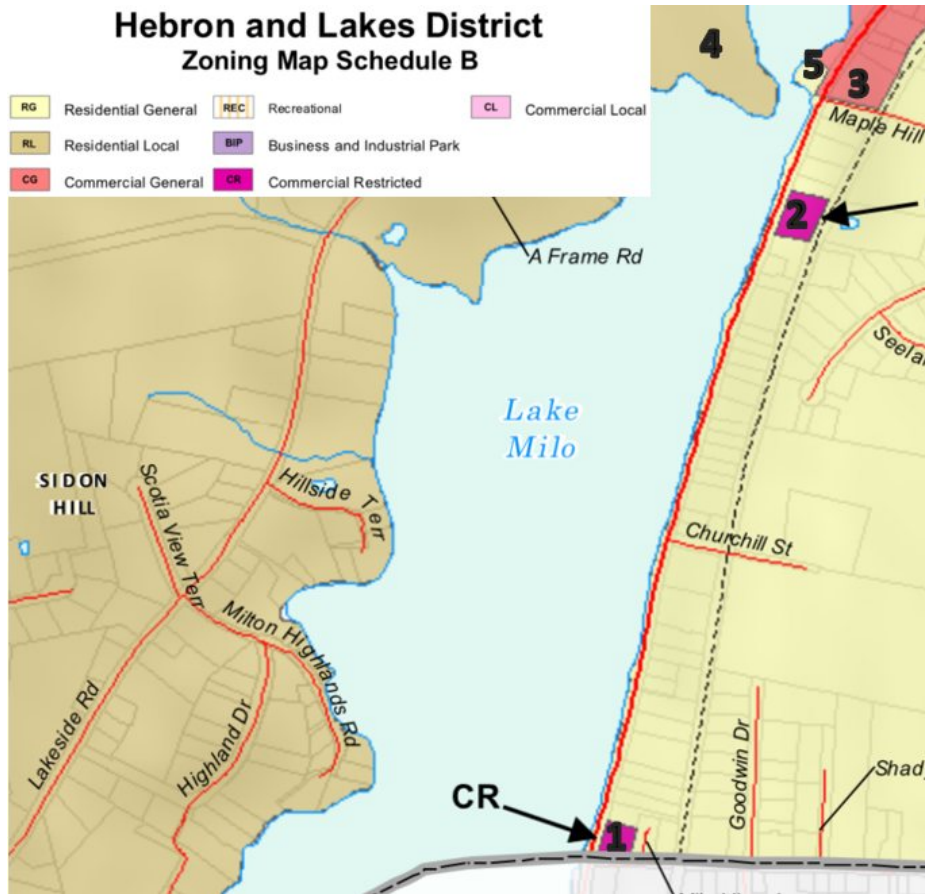 Hebron and Lakes District
Zoning Map Schedule B
RG Residential General
REC Recreational
CL Commercial Local
RL Residential Local
BIP Business and Industrial Park
CG Commercial General
CR Commercial Restricted
4
5
3
Maple Hill
2
A Frame Rd
Seelan
Lake
Milo
SIDON
HILL
Scotia View Terr
Hillside Terr
Churchill St
Milton Highlands Rd
Lakeside Rd
Highland Dr
Goodwin Dr
Shady
CR
1